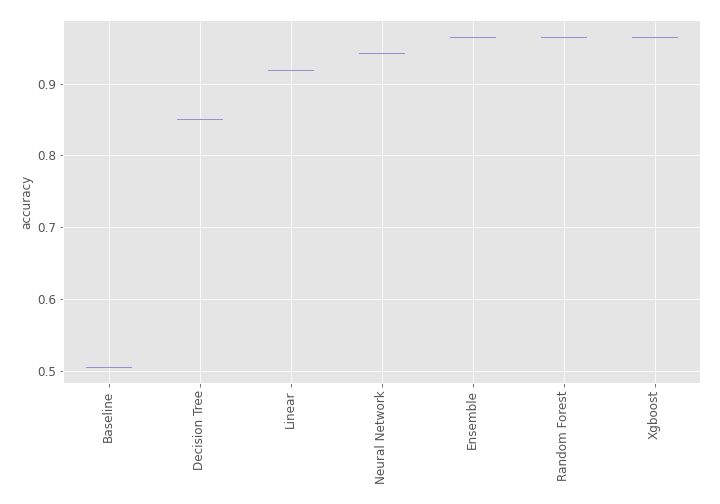 accuracy
0.9
0.8
0.7
0.6
0.5
Baseline
Decision Tree
Linear
Neural Network
Ensemble
Random Forest
Xgboost